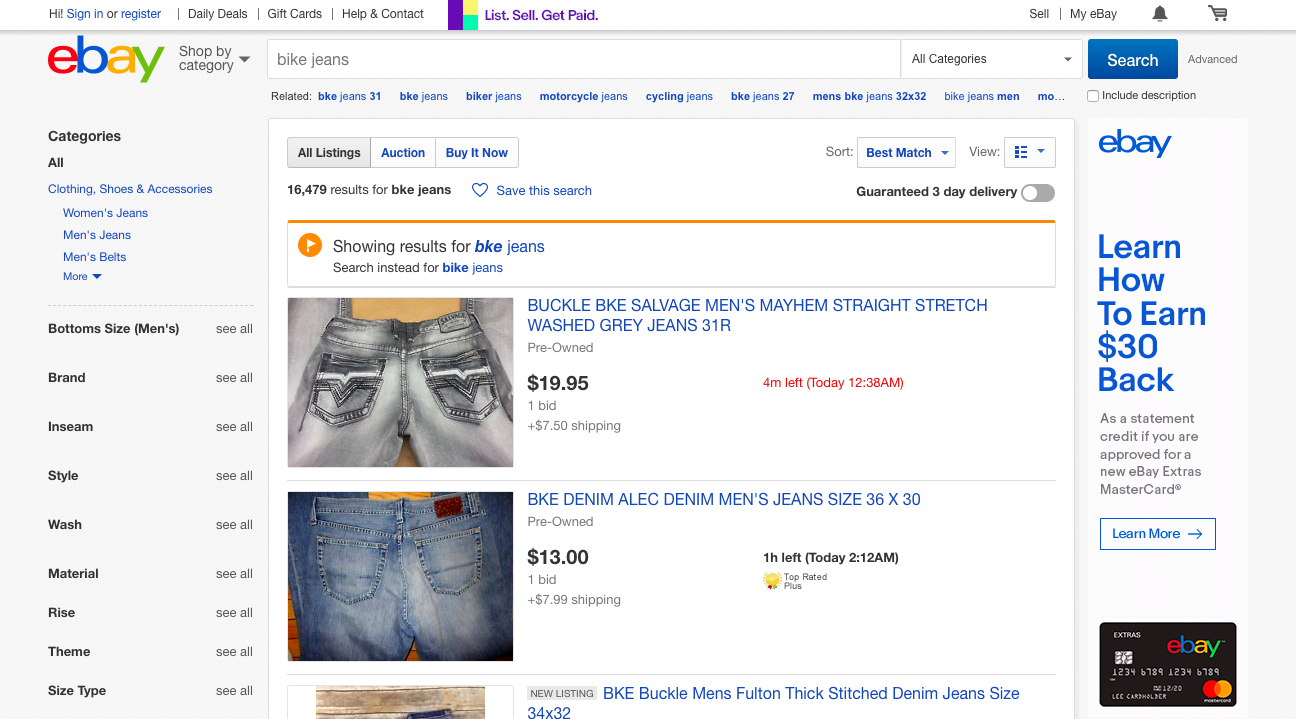 Hi! Sign in or register
Daily Deals
Gift Cards
Help & Contact
List. Sell. Get Paid.
Sell
My eBay
ebay
Shop by
category
bike jeans
All Categories
Search
Advanced
Related: bke jeans 31 bke jeans biker jeans motorcycle jeans cycling jeans bke jeans 27 mens bke jeans 32x32 bike jeans men mo...
Include description
Categories
All
Clothing, Shoes & Accessories
Women's Jeans
Men's Jeans
Men's Belts
More
Bottoms Size (Men's) see all
Brand see all
Inseam see all
Style see all
Wash see all
Material see all
Rise see all
Theme see all
Size Type see all
All Listings
Auction
Buy It Now
Sort: Best Match
View:
16,479 results for bke jeans
Save this search
Guaranteed 3 day delivery
Showing results for bke jeans
Search instead for bike jeans
SALVAGE
BUCKLE BKE SALVAGE MEN'S MAYHEM STRAIGHT STRETCH
WASHED GREY JEANS 31R
Pre-Owned
$19.95
4m left (Today 12:38AM)
1 bid
+$7.50 shipping
BKE DENIM ALEC DENIM MEN'S JEANS SIZE 36 X 30
Pre-Owned
$13.00
1h left (Today 2:12AM)
1 bid
Top Rated
Plus
+$7.99 shipping
NEW LISTING BKE Buckle Mens Fulton Thick Stitched Denim Jeans Size
34x32
ebay
Learn
How
To Earn
$30
Back
As a statement
credit if you are
approved for a
new eBay Extras
MasterCard®
Learn More
EXTRAS
ebay™
1234 6789 1234 6789
12/20
LEE CARDHOLDER
mastercard